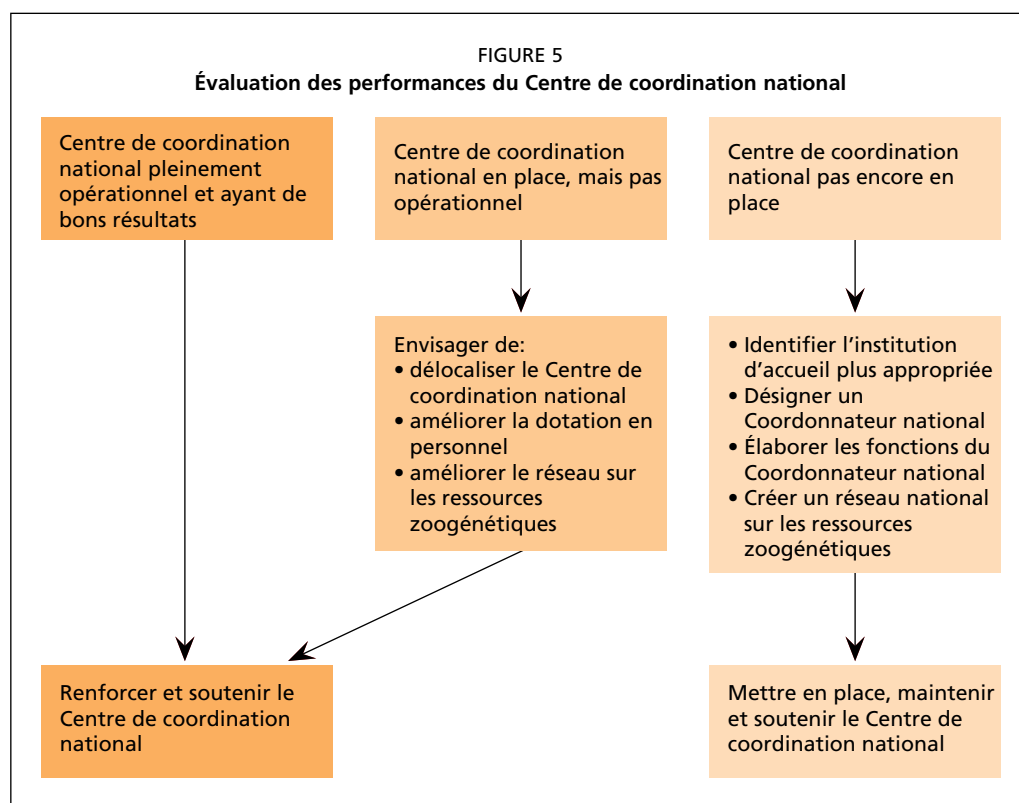 FIGURE 5
Évaluation des performances du Centre de coordination national
Centre de coordination
national pleinement
opérationnel et ayant de
bons résultats
Centre de coordination
national en place, mais pas
opérationnel
Centre de coordination
national pas encore en
place
Envisager de:
• délocaliser le Centre de
coordination national
• améliorer la dotation en
personnel
• améliorer le réseau sur
les ressources
zoogénétiques
• Identifier l'institution
d'accueil plus appropriée
• Désigner un
Coordonnateur national
• Élaborer les fonctions du
Coordonnateur national
• Créer un réseau national
sur les ressources
zoogénétiques
Renforcer et soutenir le
Centre de coordination
national
Mettre en place, maintenir
et soutenir le Centre de
coordination national